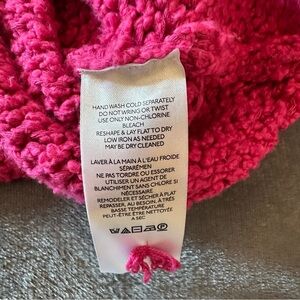 HAND WASH COLD SEPARATELY
DO NOT WRING OR TWIST
USE ONLY NON-CHLORINE
BLEACH
RESHAPE & LAY FLAT TO DRY
LOW IRON AS NEEDED
MAY BE DRY CLEANED
LAVER À LA MAIN À L'EAU FROIDE
SÉPARÉMEN
NE PAS TORDRE OU ESSORER
UTILISER UN AGENT DE
BLANCHIMENT SANS CHLORE SI
NÉCESSAIRE
REMODELER ET SÉCHER À PLAT
REPASSER, AU BESOIN, À TRÈS
BASSE TEMPÉRATURE
PEUT-ÊTRE ÊTRE NETTOYÉE
A SEC